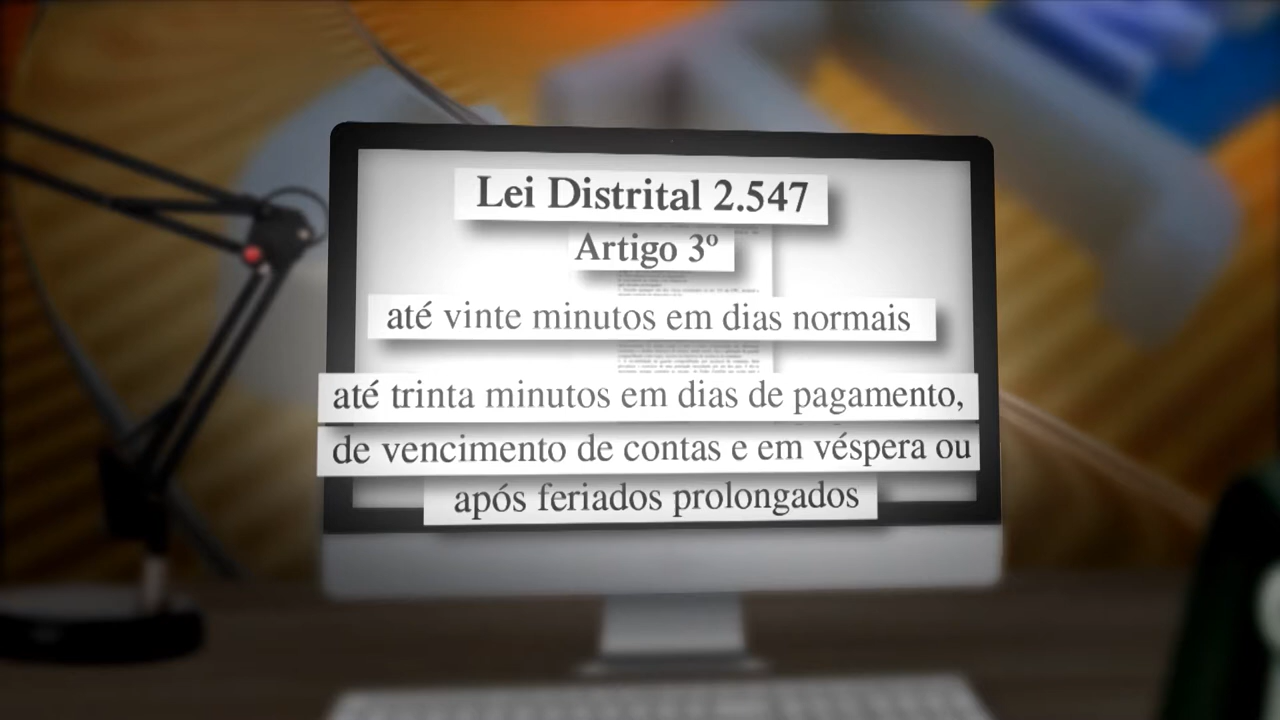 Lei Distrital 2.547
Artigo 3º
até vinte minutos em dias normais
até trinta minutos em dias de pagamento,
de vencimento de contas e em véspera ou
após feriados prolongados